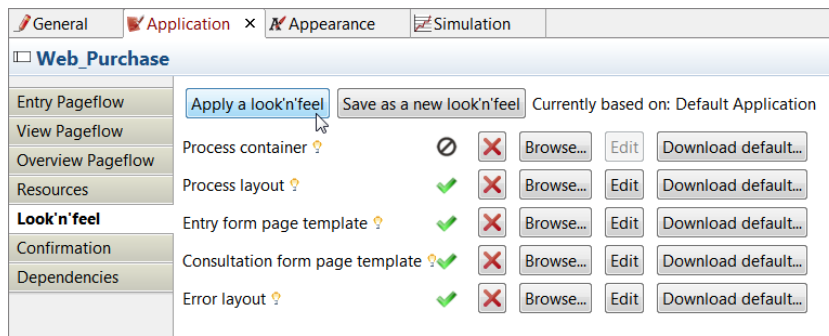 General Application Appearance Simulation
Web_Purchase
Entry Pageflow
View Pageflow
Overview Pageflow
Resources
Look'n'feel
Confirmation
Dependencies
Apply a look'n'feel Save as a new look'n'feel Currently based on: Default Application
Process container Browse... Edit Download default...
Process layout Browse... Edit Download default...
Entry form page template Browse... Edit Download default...
Consultation form page template Browse... Edit Download default...
Error layout Browse... Edit Download default...